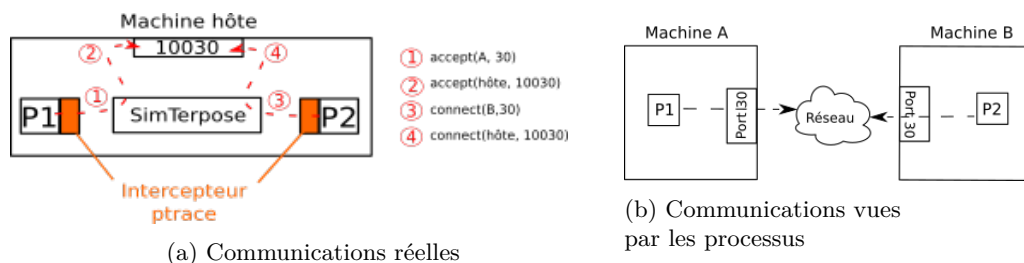 Machine hôte
10030
2
4
1
3
P1
SimTerpose
P2
Intercepteur
ptrace
1 accept(A, 30)
2 accept(hôte, 10030)
3 connect(B,30)
4 connect(hôte, 10030)
(a) Communications réelles
Machine A
P1
Port30
Réseau
Machine B
Port 30
P2
(b) Communications vues
par les processus